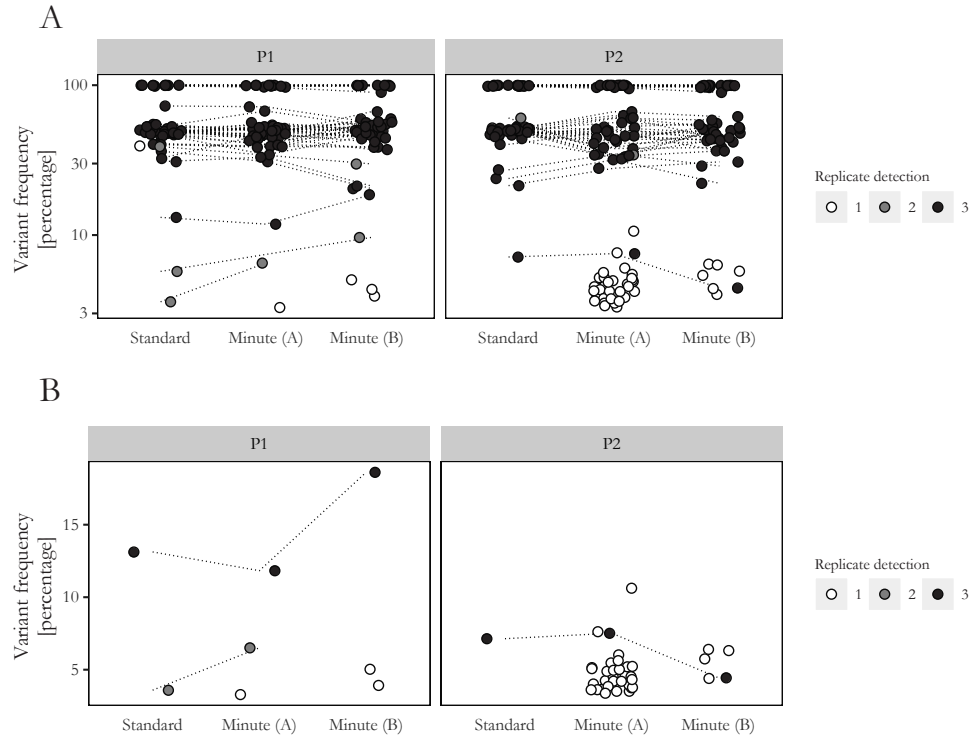 A
P1
P2
Variant frequency
[percentage]
100
30
10
3
Standard
Minute (A)
Minute (B)
Standard
Minute (A)
Minute (B)
Replicate detection
1
2
3
B
P1
P2
Variant frequency
[percentage]
15
10
5
Standard
Minute (A)
Minute (B)
Standard
Minute (A)
Minute (B)
Replicate detection
1
2
3